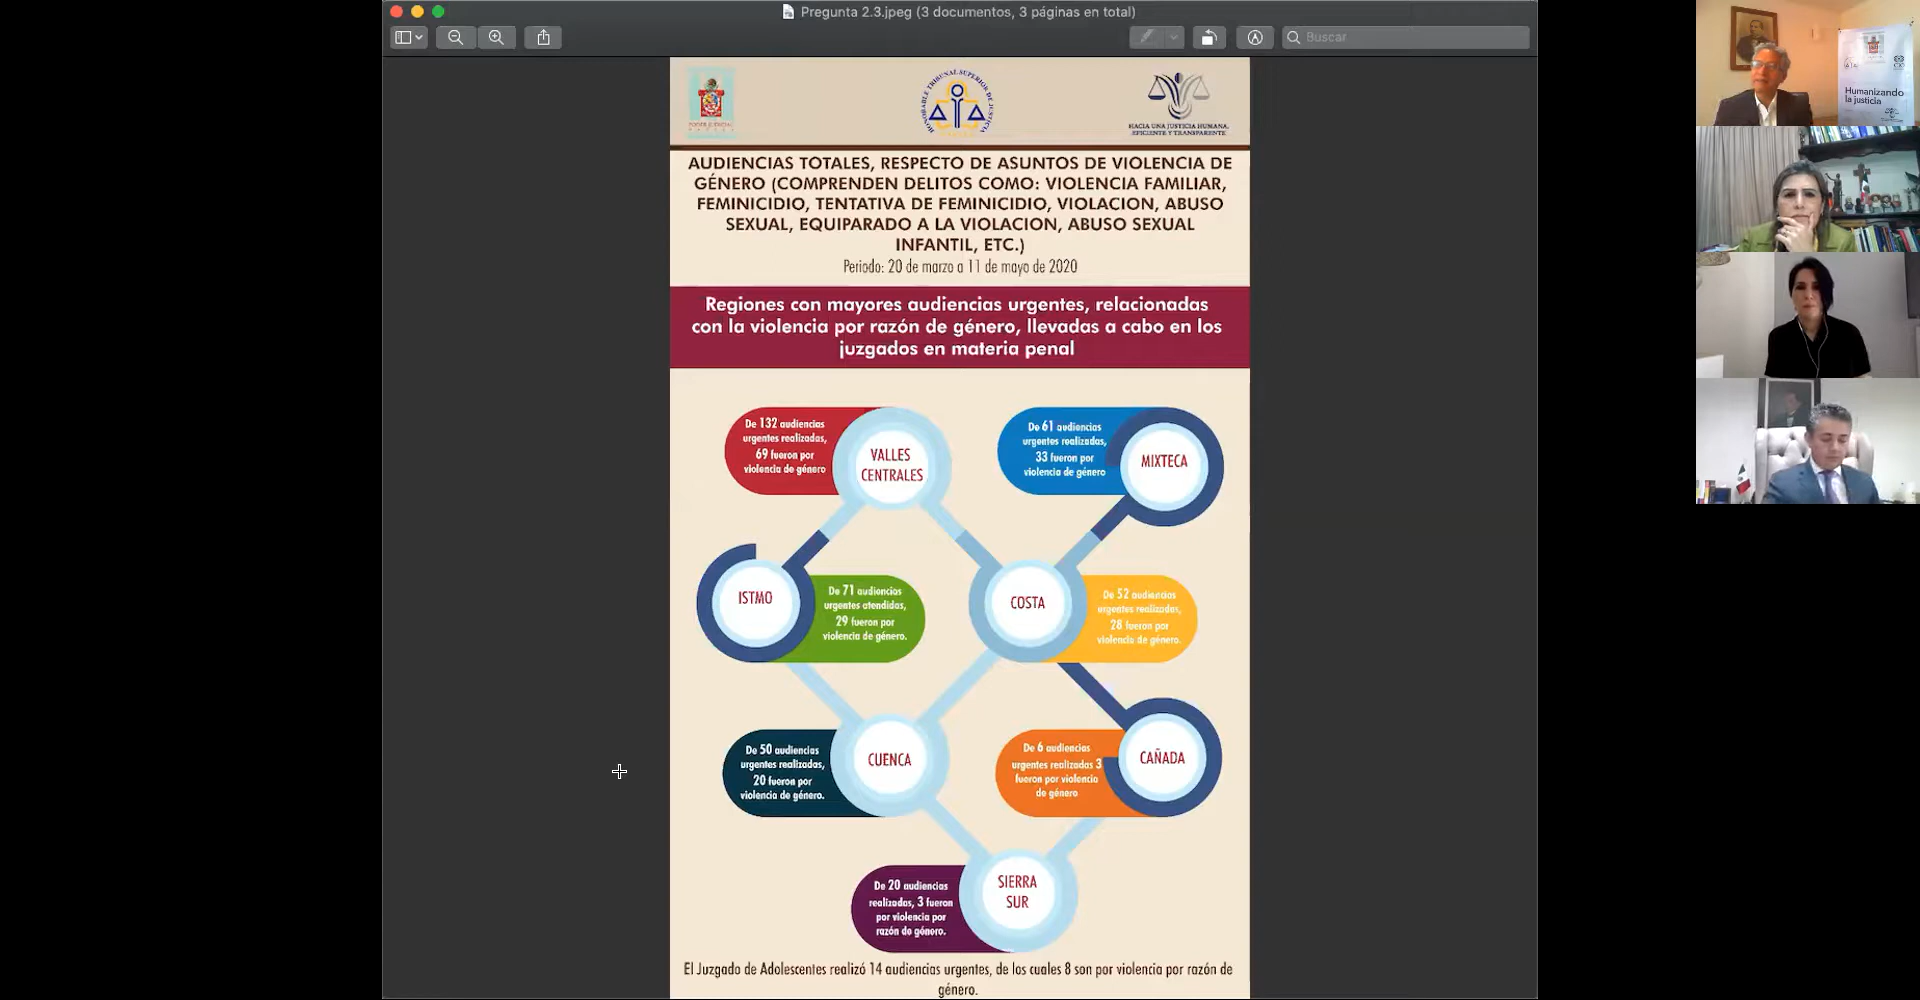 Pregunta 2.3.jpeg (3 documentos, 3 páginas en total)
Buscar
HONORABLE TRIBUNAL SUPERIOR DE JUSTICIA
HACIA UNA JUSTICIA HUMANA,
EFICIENTE Y TRANSPARENTE
PODER JUDICIAL
AUDIENCIAS TOTALES, RESPECTO DE ASUNTOS DE VIOLENCIA DE
GÉNERO (COMPRENDEN DELITOS COMO: VIOLENCIA FAMILIAR,
FEMINICIDIO, TENTATIVA DE FEMINICIDIO, VIOLACION, ABUSO
SEXUAL, EQUIPARADO A LA VIOLACION, ABUSO SEXUAL
INFANTIL, ETC.)
Periodo: 20 de marzo a 11 de mayo de 2020
Regiones con mayores audiencias urgentes, relacionadas
con la violencia por razón de género, llevadas a cabo en los
juzgados en materia penal
De 132 audiencias
urgentes realizadas,
69 fueron por
violencia de género
VALLES
CENTRALES
De 61 audiencias
urgentes realizadas,
33 fueron por
violencia de género
MIXTECA
ISTMO
De 71 audiencias
urgentes atendidas,
29 fueron por
violencia de género.
COSTA
De 52 audiencias
urgentes realizadas,
28 fueron por
violencia de género.
De 50 audiencias
urgentes realizadas,
20 fueron por
violencia de género.
CUENCA
De 6 audiencias
urgentes realizadas 3
fueron por violencia
de género
CAÑADA
De 20 audiencias
realizadas, 3 fueron
por violencia por
razón de género.
SIERRA
SUR
El Juzgado de Adolescentes realizó 14 audiencias urgentes, de los cuales 8 son por violencia por razón de
género.
Humanizando
la justicia